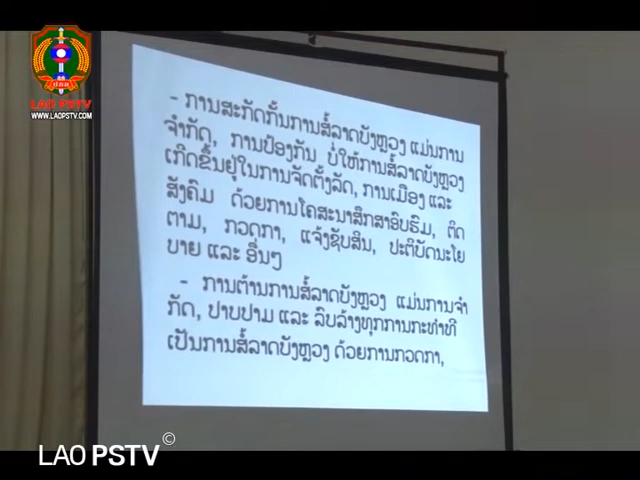 LAO PSTV
WWW.LAOPSTV.COM
- ການສະກັດກັ້ນການສໍ້ລາດບັງຫຼວງ ແມ່ນການ
ຈໍາກັດ, ການປ້ອງກັນ ບໍ່ໃຫ້ການສໍ້ລາດບັງຫຼວງ
ເກີດຂຶ້ນຢູ່ໃນການຈັດຕັ້ງລັດ, ການເມືອງ ແລະ
ສັງຄົມ ດ້ວຍການໂຄສະນາສຶກສາອົບຮົມ, ຕິດ
ຕາມ, ກວດກາ, ແຈ້ງຊັບສິນ, ປະຕິບັດນະໂຍ
ບາຍ ແລະ ອື່ນໆ
- ການຕ້ານການສໍ້ລາດບັງຫຼວງ ແມ່ນການຈໍາ
ກັດ, ປາບປາມ ແລະ ລຶບລ້າງທຸກການກະທໍາທີ່
ເປັນການສໍ້ລາດບັງຫຼວງ ດ້ວຍການກວດກາ,
LAO PSTV©